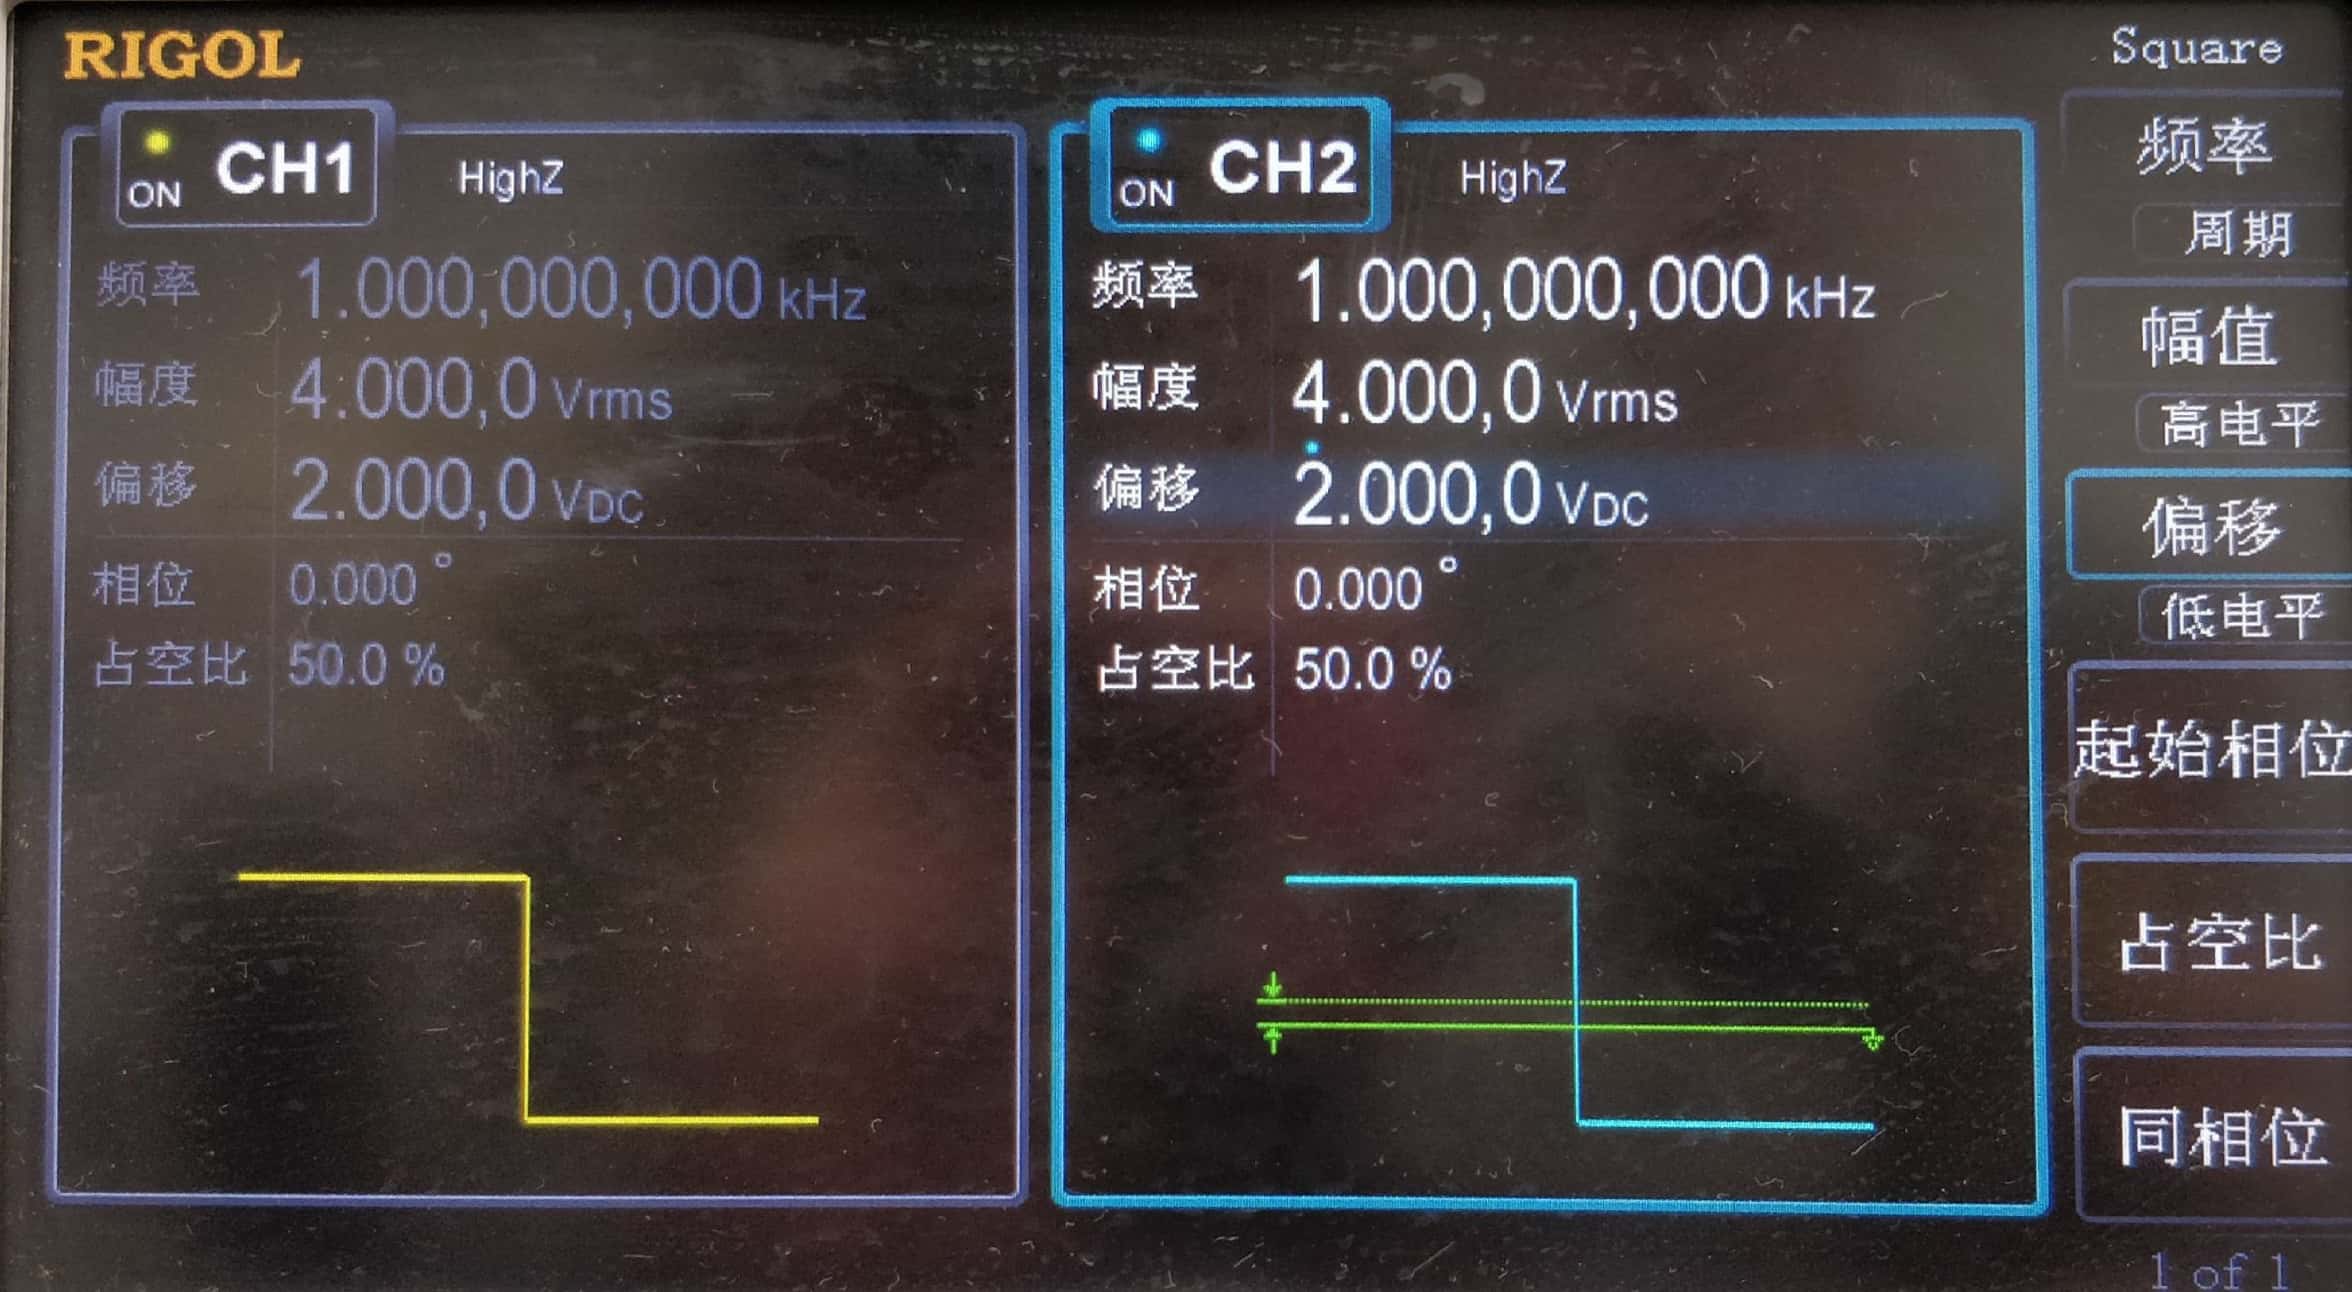 RIGOL
Square
ON CH1 HighZ
频率 1.000,000,000 kHz
幅度 4.000,0 Vrms
偏移 2.000,0 VDC
相位 0.000 °
占空比 50.0 %
ON CH2 HighZ
频率 1.000,000,000 kHz
幅度 4.000,0 Vrms
偏移 2.000,0 VDC
相位 0.000 °
占空比 50.0 %
频率
周期
幅值
高电平
偏移
低电平
起始相位
占空比
同相位
1 of 1